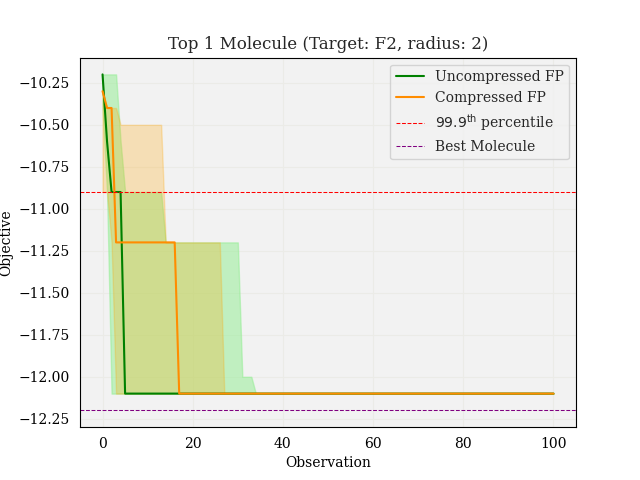 Top 1 Molecule (Target: F2, radius: 2)
Uncompressed FP
Compressed FP
99.9th percentile
Best Molecule
−10.25
−10.50
−10.75
−11.00
−11.25
−11.50
−11.75
−12.00
−12.25
Objective
0 20 40 60 80 100
Observation